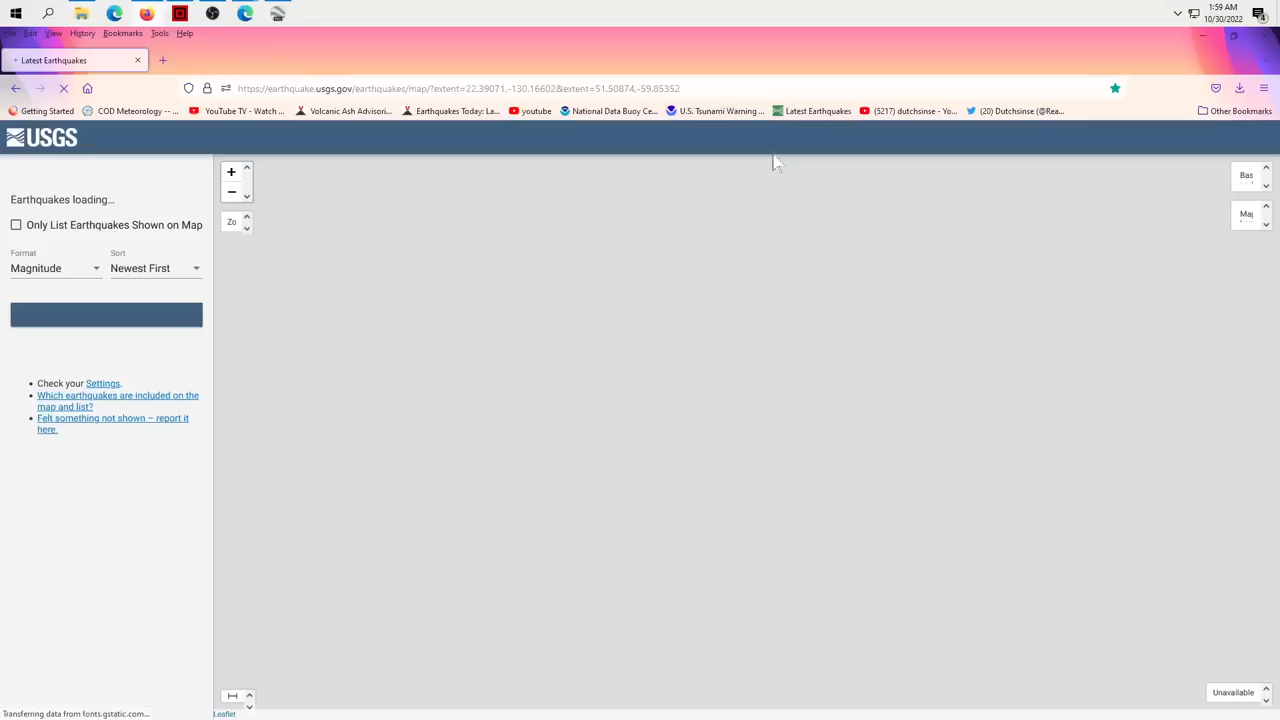 1:59 AM
10/30/2022
4
File Edit View History Bookmarks Tools Help
Latest Earthquakes
https://earthquake.usgs.gov/earthquakes/map/?extent=22.39071,-130.16602&extent=51.50874,-59.85352
Getting Started
COD Meteorology -- ...
YouTube TV - Watch ...
Volcanic Ash Advisori...
Earthquakes Today: La...
youtube
National Data Buoy Ce...
U.S. Tsunami Warning ...
Latest Earthquakes
(5217) dutchsinse - Yo...
(20) Dutchsinse (@Rea...
Other Bookmarks
USGS
+
−
Zo
Bas
Map
Earthquakes loading...
Only List Earthquakes Shown on Map
Format
Sort
Magnitude
Newest First
Check your Settings.
Which earthquakes are included on the
map and list?
Felt something not shown – report it
here.
Unavailable
Transferring data from fonts.gstatic.com...
Leaflet